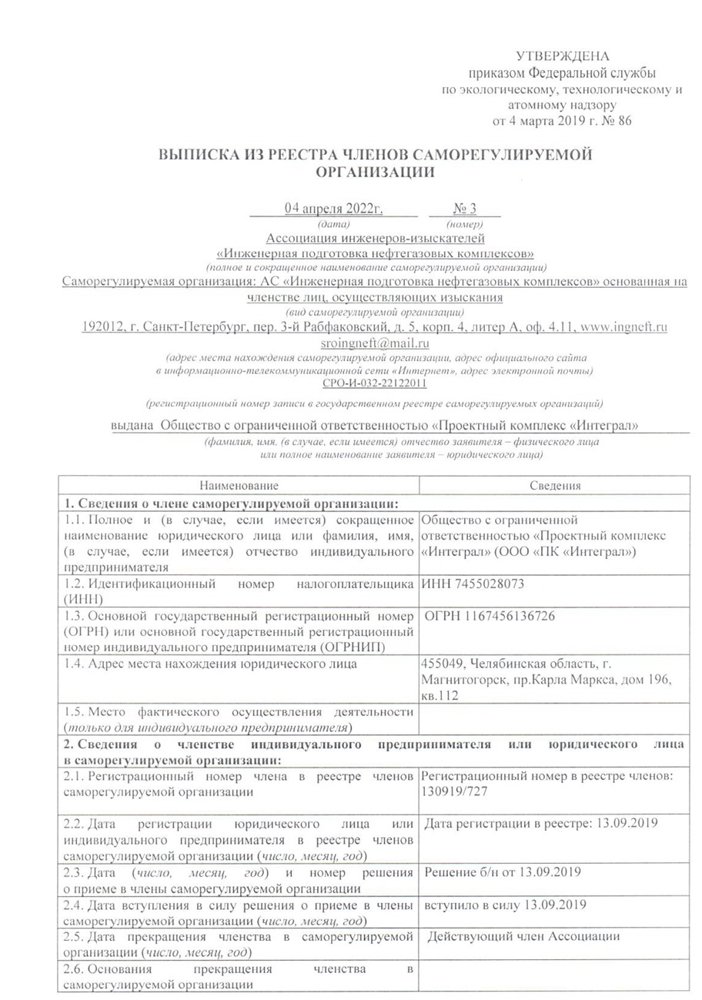 УТВЕРЖДЕНА
приказом Федеральной службы
по экологическому, технологическому и
атомному надзору
от 4 марта 2019 г. № 86
ВЫПИСКА ИЗ РЕЕСТРА ЧЛЕНОВ САМОРЕГУЛИРУЕМОЙ
ОРГАНИЗАЦИИ
04 апреля 2022г. № 3
(дата) (номер)
Ассоциация инженеров-изыскателей
«Инженерная подготовка нефтегазовых комплексов»
(полное и сокращенное наименование саморегулируемой организации)
Саморегулируемая организация: АС «Инженерная подготовка нефтегазовых комплексов» основанная на
членстве лиц, осуществляющих изыскания
(вид саморегулируемой организации)
192012, г. Санкт-Петербург, пер. 3-й Рабфаковский, д. 5, корп. 4, литер А, оф. 4.11, www.ingneft.ru
sroingneft@mail.ru
(адрес места нахождения саморегулируемой организации, адрес официального сайта
в информационно-телекоммуникационной сети «Интернет», адрес электронной почты)
СРО-И-032-22122011
(регистрационный номер записи в государственном реестре саморегулируемых организаций)
выдана Общество с ограниченной ответственностью «Проектный комплекс «Интеграл»
(фамилия, имя, (в случае, если имеется) отчество заявителя – физического лица
или полное наименование заявителя – юридического лица)
Наименование Сведения
1. Сведения о члене саморегулируемой организации:
1.1. Полное и (в случае, если имеется) сокращенное
наименование юридического лица или фамилия, имя,
(в случае, если имеется) отчество индивидуального
предпринимателя
Общество с ограниченной
ответственностью «Проектный комплекс
«Интеграл» (ООО «ПК «Интеграл»)
1.2. Идентификационный номер налогоплательщика
(ИНН)
ИНН 7455028073
1.3. Основной государственный регистрационный номер
(ОГРН) или основной государственный регистрационный
номер индивидуального предпринимателя (ОГРНИП)
ОГРН 1167456136726
1.4. Адрес места нахождения юридического лица
455049, Челябинская область, г.
Магнитогорск, пр.Карла Маркса, дом 196,
кв.112
1.5. Место фактического осуществления деятельности
(только для индивидуального предпринимателя)
2. Сведения о членстве индивидуального предпринимателя или юридического лица
в саморегулируемой организации:
2.1. Регистрационный номер члена в реестре членов
саморегулируемой организации
Регистрационный номер в реестре членов:
130919/727
2.2. Дата регистрации юридического лица или
индивидуального предпринимателя в реестре членов
саморегулируемой организации (число, месяц, год)
Дата регистрации в реестре: 13.09.2019
2.3. Дата (число, месяц, год) и номер решения
о приеме в члены саморегулируемой организации
Решение б/н от 13.09.2019
2.4. Дата вступления в силу решения о приеме в члены
саморегулируемой организации (число, месяц, год)
вступило в силу 13.09.2019
2.5. Дата прекращения членства в саморегулируемой
организации (число, месяц, год)
Действующий член Ассоциации
2.6. Основания прекращения членства в
саморегулируемой организации